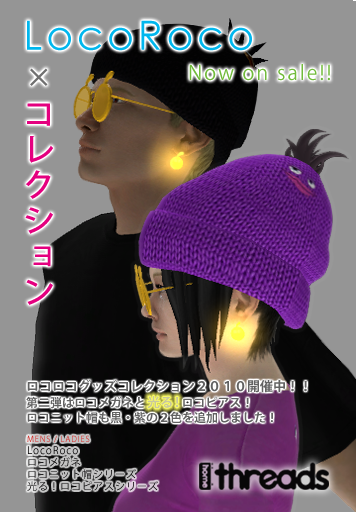 LocoRoco
Now on sale!!
×コレクション
ロコロコグッズコレクション2010開催中！！
第二弾はロコメガネと光る!ロコピアス！
ロコニット帽も黒・紫の2色を追加しました！
MENS / LADIES
LocoRoco
ロコメガネ
ロコニット帽シリーズ
光る！ロコピアスシリーズ
home threads